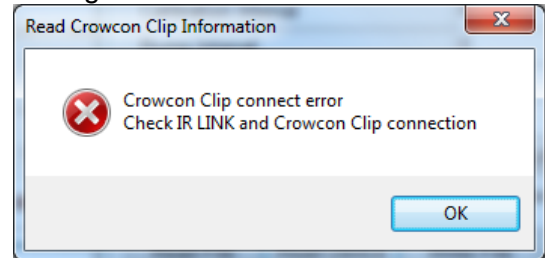 Read Crowcon Clip Information
Crowcon Clip connect error
Check IR LINK and Crowcon Clip connection
OK